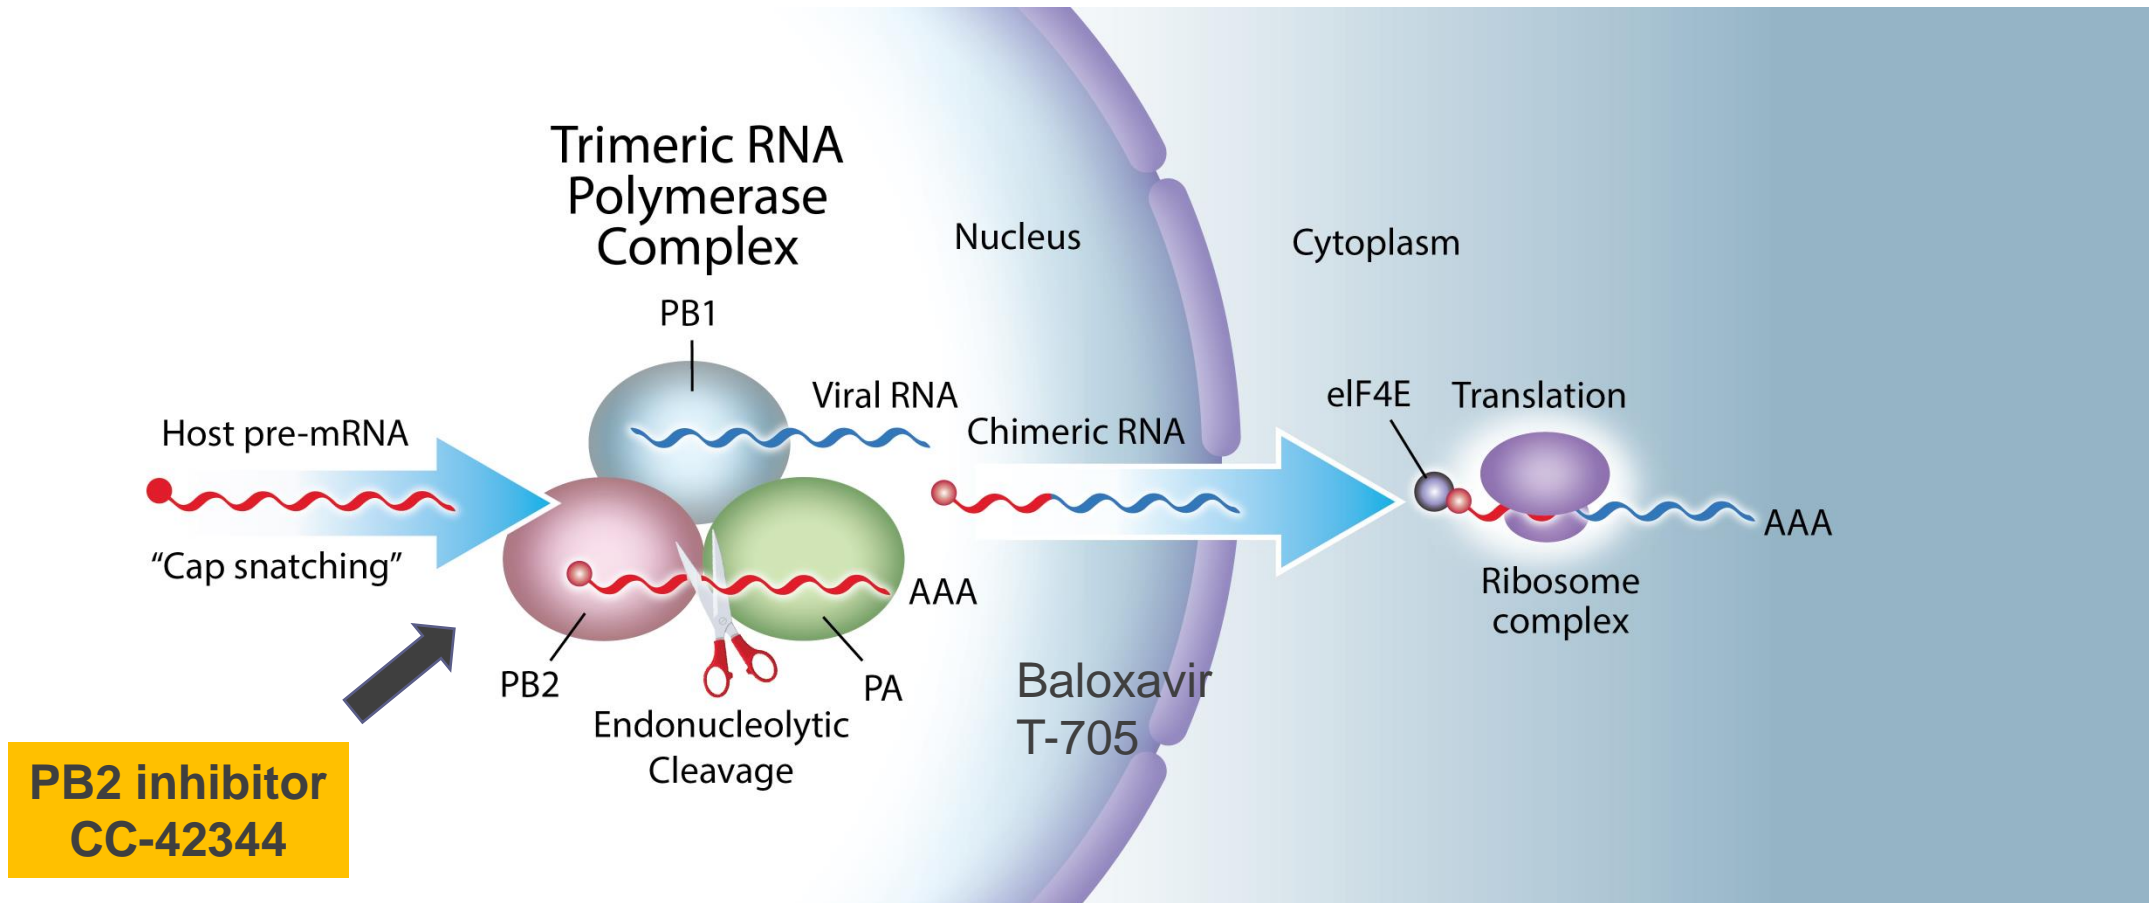 Trimeric RNA
Polymerase
Complex
Nucleus
Cytoplasm
PB1
Viral RNA
Host pre-mRNA
Chimeric RNA
eIF4E
Translation
“Cap snatching”
AAA
AAA
Ribosome
complex
PB2
PA
Endonucleolytic
Cleavage
Baloxavir
T-705
PB2 inhibitor
CC-42344